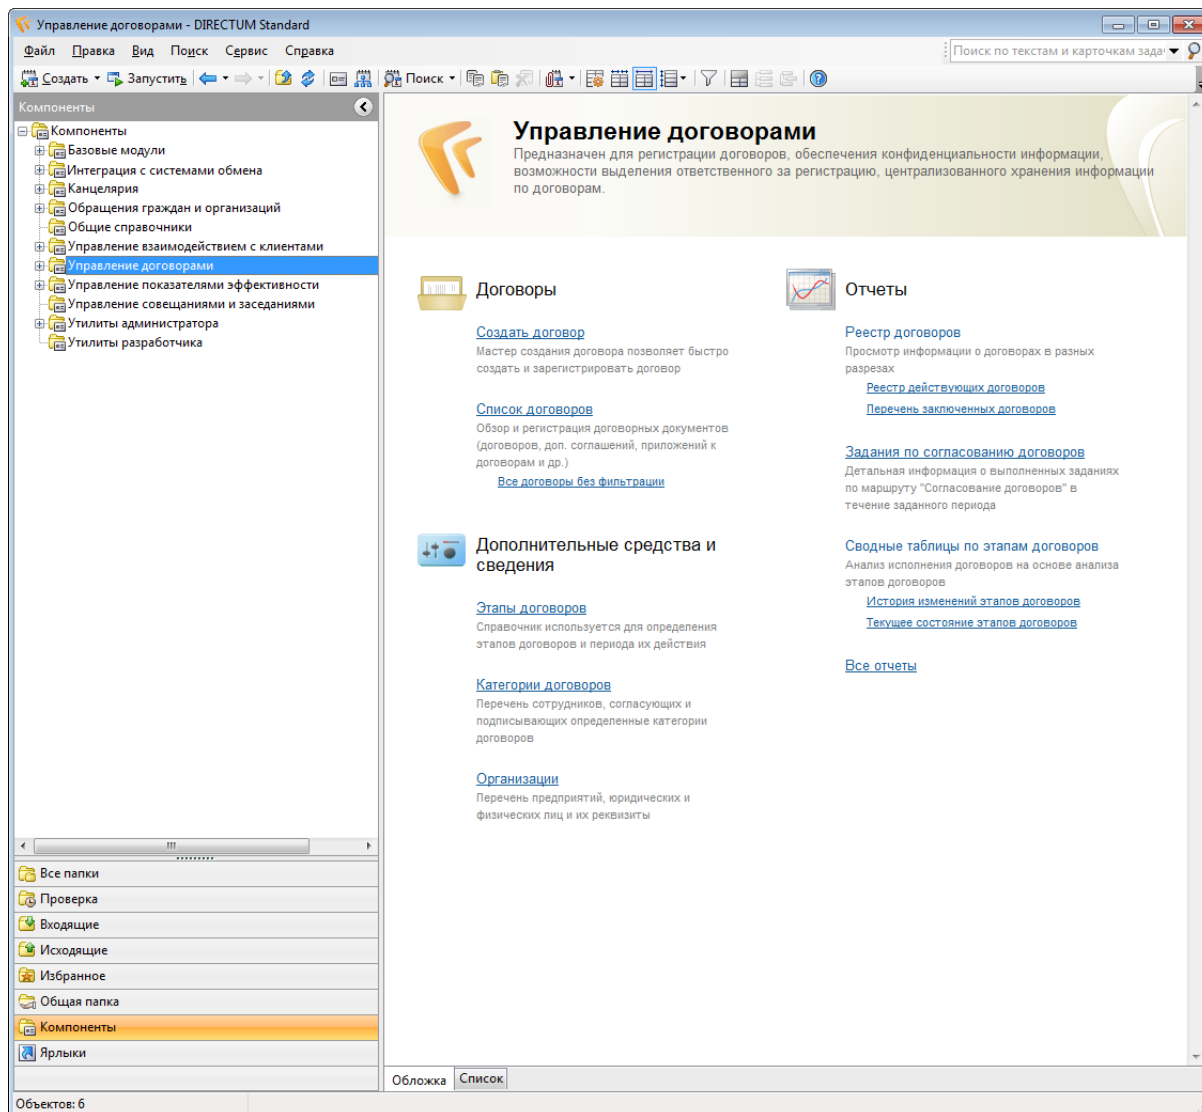 Управление договорами - DIRECTUM Standard
Файл Правка Вид Поиск Сервис Справка
Поиск по текстам и карточкам зада
Создать Запустить Поиск
Компоненты
Компоненты
Базовые модули
Интеграция с системами обмена
Канцелярия
Обращения граждан и организаций
Общие справочники
Управление взаимодействием с клиентами
Управление договорами
Управление показателями эффективности
Управление совещаниями и заседаниями
Утилиты администратора
Утилиты разработчика
Все папки
Проверка
Входящие
Исходящие
Избранное
Общая папка
Компоненты
Ярлыки
Управление договорами
Предназначен для регистрации договоров, обеспечения конфиденциальности информации,
возможности выделения ответственного за регистрацию, централизованного хранения информации
по договорам.
Договоры
Создать договор
Мастер создания договора позволяет быстро
создать и зарегистрировать договор
Список договоров
Обзор и регистрация договорных документов
(договоров, доп. соглашений, приложений к
договорам и др.)
Все договоры без фильтрации
Дополнительные средства и
сведения
Этапы договоров
Справочник используется для определения
этапов договоров и периода их действия
Категории договоров
Перечень сотрудников, согласующих и
подписывающих определенные категории
договоров
Организации
Перечень предприятий, юридических и
физических лиц и их реквизиты
Отчеты
Реестр договоров
Просмотр информации о договорах в разных
разрезах
Реестр действующих договоров
Перечень заключенных договоров
Задания по согласованию договоров
Детальная информация о выполненных заданиях
по маршруту "Согласование договоров" в
течение заданного периода
Сводные таблицы по этапам договоров
Анализ исполнения договоров на основе анализа
этапов договоров
История изменений этапов договоров
Текущее состояние этапов договоров
Все отчеты
Обложка Список
Объектов: 6